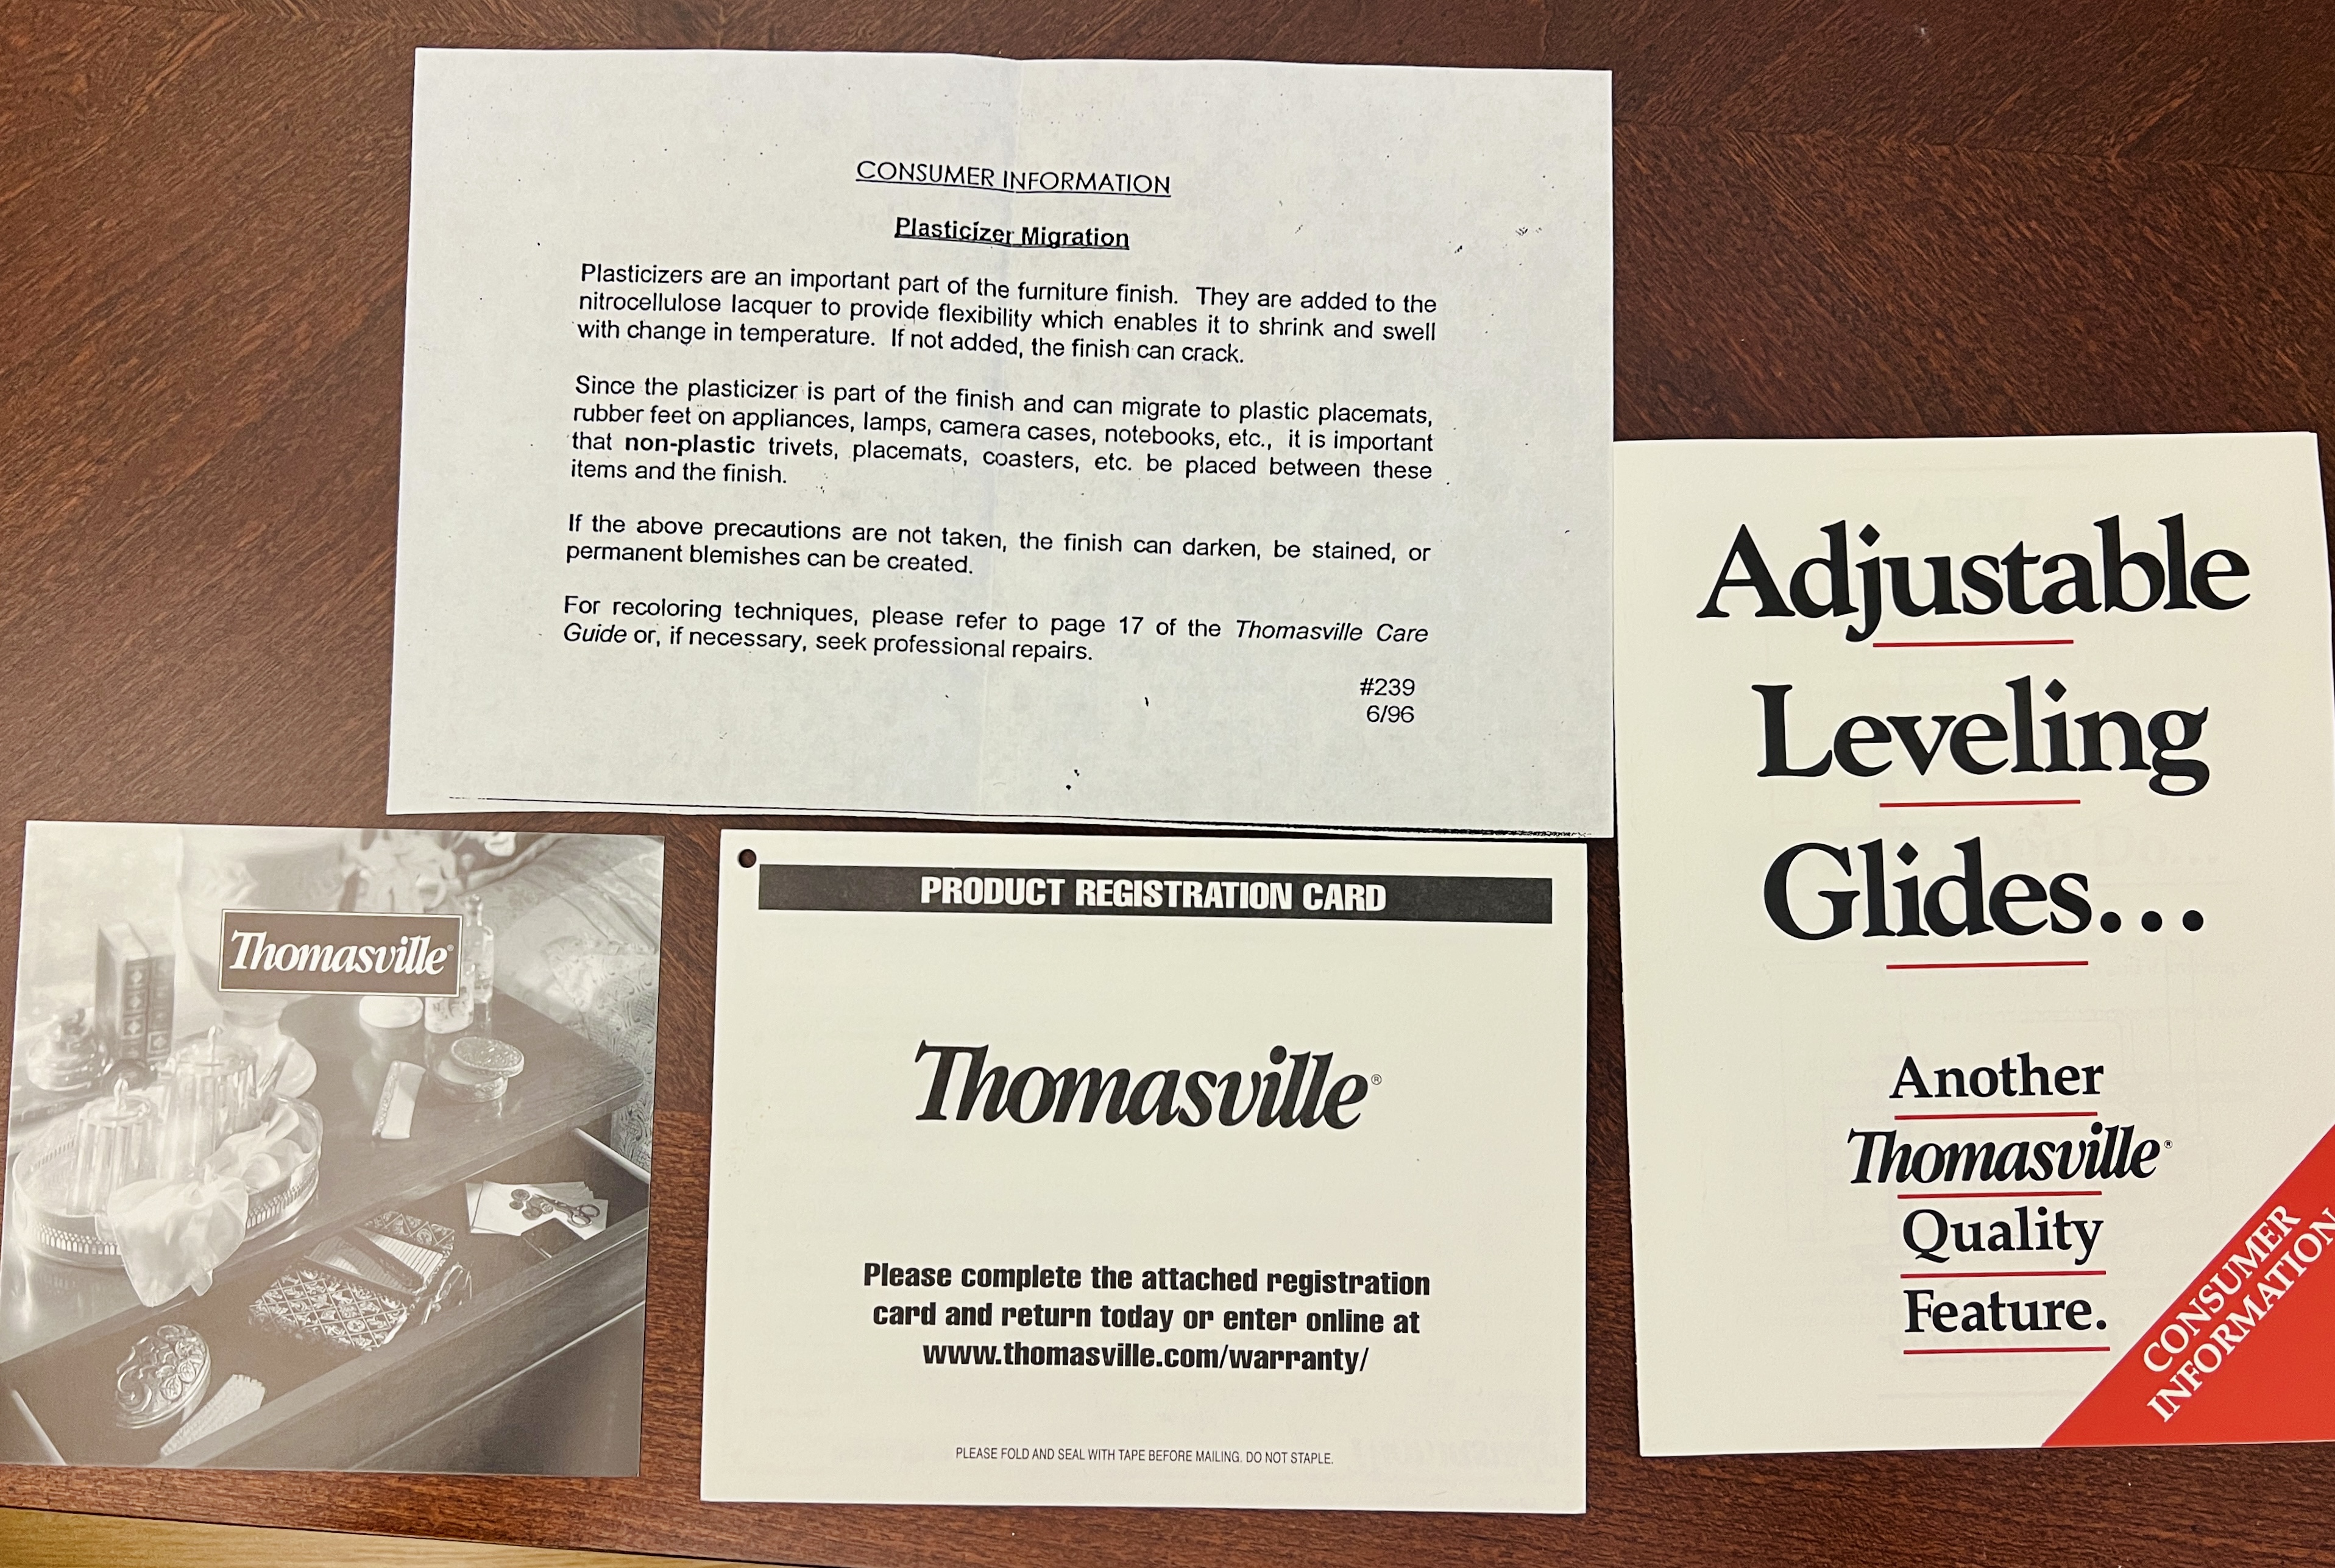 CONSUMER INFORMATION
Plasticizer Migration
Plasticizers are an important part of the furniture finish. They are added to the
nitrocellulose lacquer to provide flexibility which enables it to shrink and swell
with change in temperature. If not added, the finish can crack.
Since the plasticizer is part of the finish and can migrate to plastic placemats,
rubber feet on appliances, lamps, camera cases, notebooks, etc., it is important
that non-plastic trivets, placemats, coasters, etc. be placed between these
items and the finish.
If the above precautions are not taken, the finish can darken, be stained, or
permanent blemishes can be created.
For recoloring techniques, please refer to page 17 of the Thomasville Care
Guide or, if necessary, seek professional repairs.
#239
6/96
Thomasville®
PRODUCT REGISTRATION CARD
Thomasville®
Please complete the attached registration
card and return today or enter online at
www.thomasville.com/warranty/
PLEASE FOLD AND SEAL WITH TAPE BEFORE MAILING. DO NOT STAPLE.
Adjustable
Leveling
Glides...
Another
Thomasville®
Quality
Feature.
CONSUMER
INFORMATION